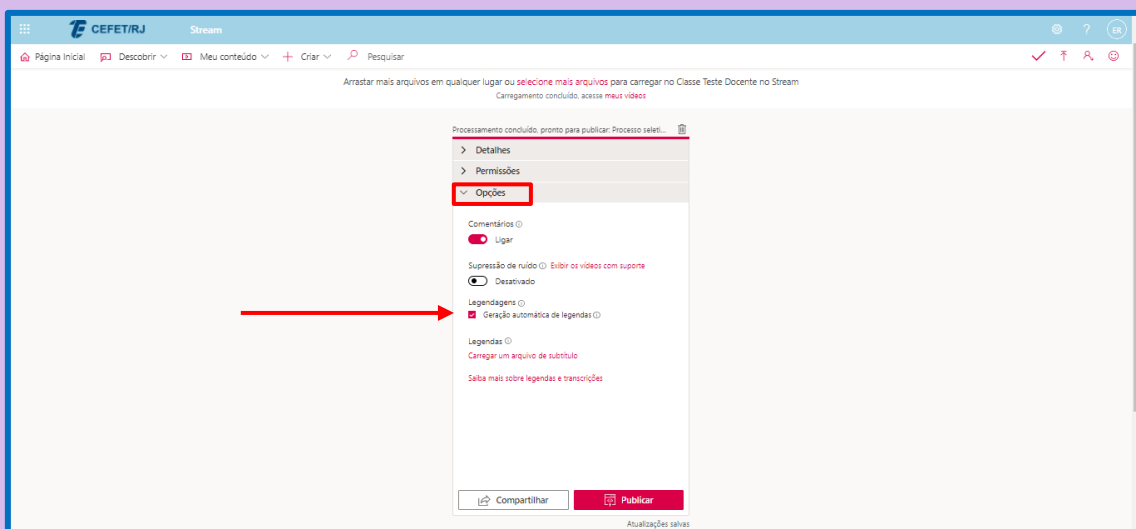 CEFET/RJ Stream ? ER
Página Inicial Descobrir Meu conteúdo Criar Pesquisar
Arrastar mais arquivos em qualquer lugar ou selecione mais arquivos para carregar no Classe Teste Docente no Stream
Carregamento concluído, acesse meus vídeos
Processamento concluído, pronto para publicar: Processo seleti...
Detalhes
Permissões
Opções
Comentários
Ligar
Supressão de ruído Exibir os vídeos com suporte
Desativado
Legendagens
Geração automática de legendas
Legendas
Carregar um arquivo de subtítulo
Saiba mais sobre legendas e transcrições
Compartilhar Publicar
Atualizações salvas